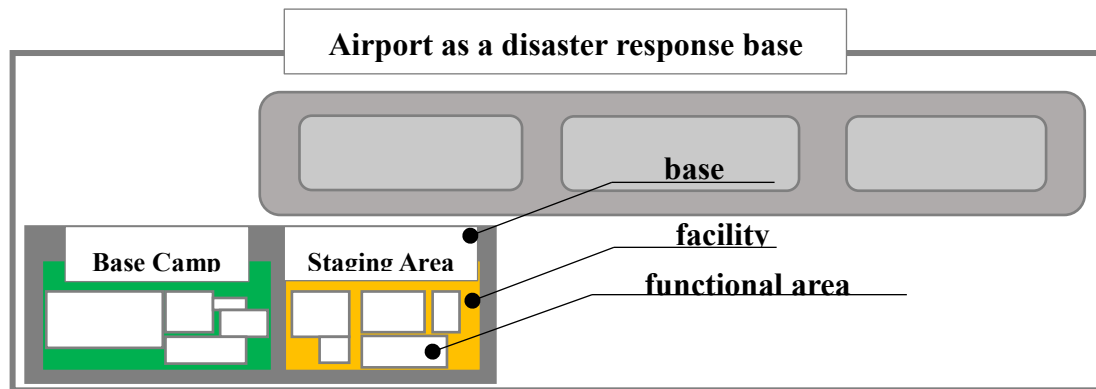 Airport as a disaster response base
base
facility
Base Camp
Staging Area
functional area